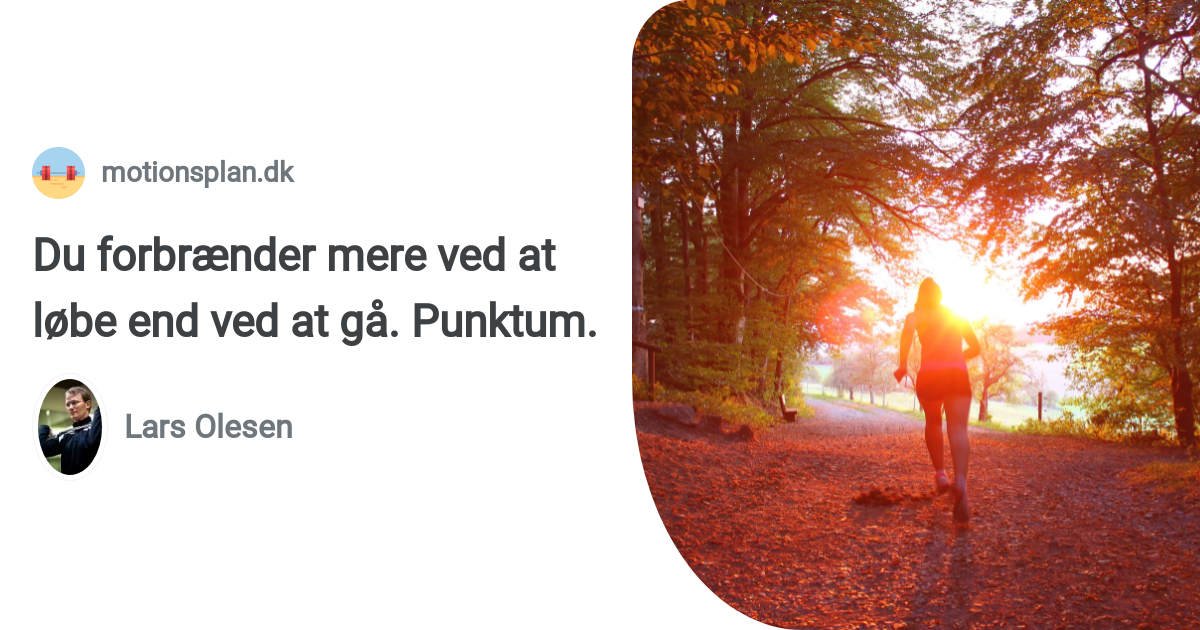 motionsplan.dk
Du forbrænder mere ved at
løbe end ved at gå. Punktum.
Lars Olesen